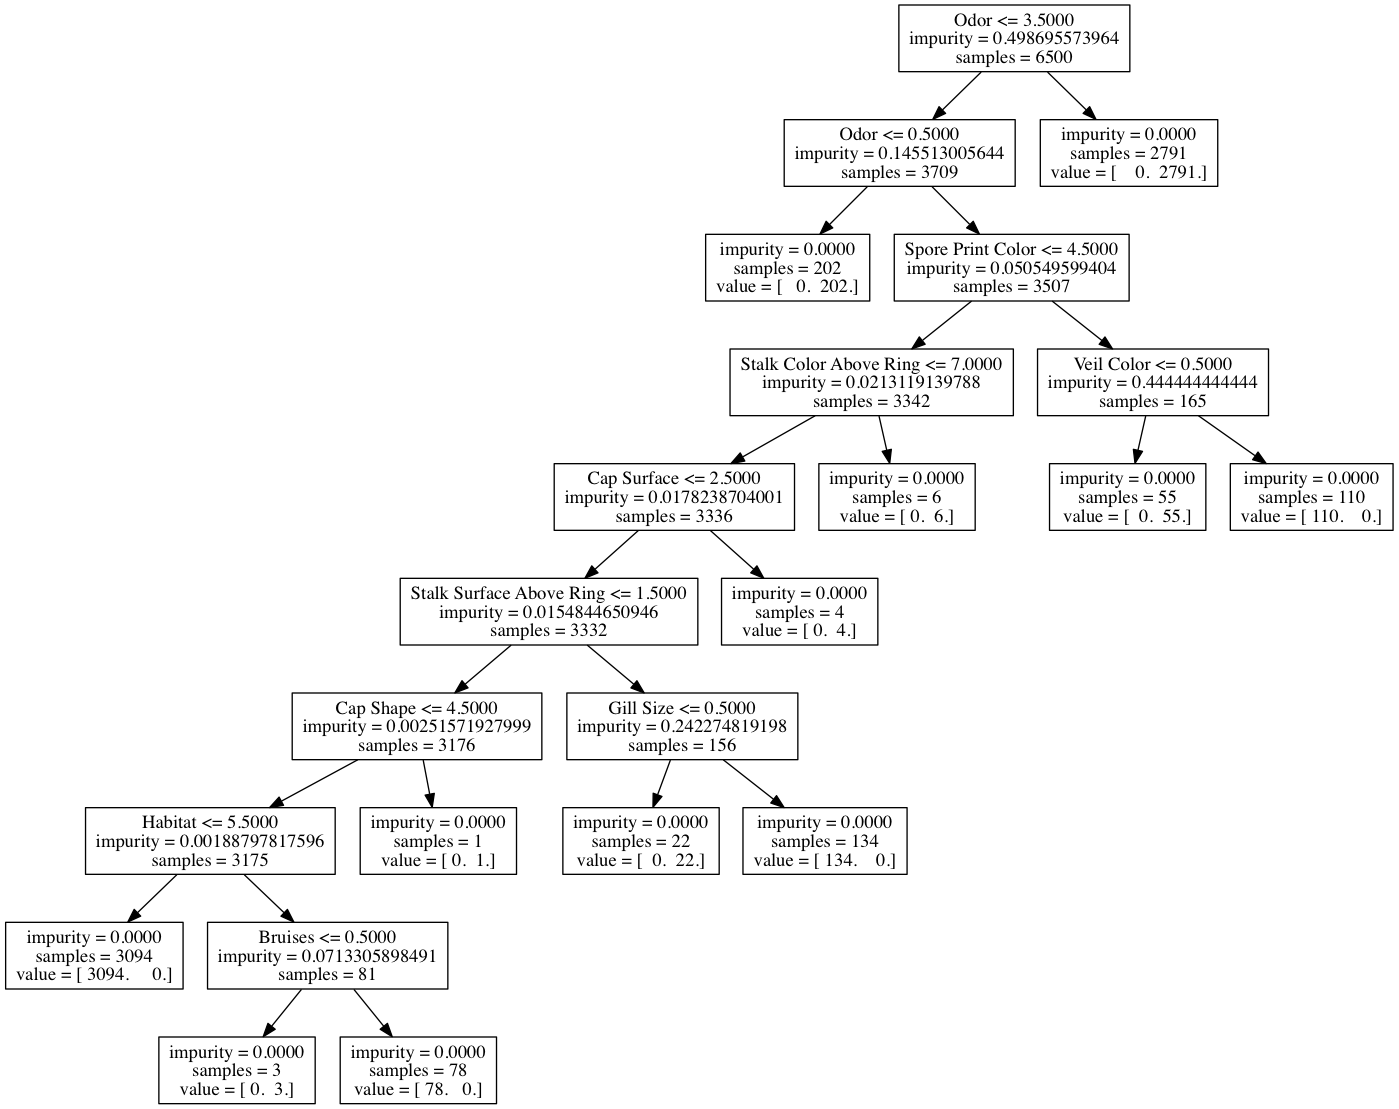 Odor <= 3.5000
impurity = 0.498695573964
samples = 6500
Odor <= 0.5000
impurity = 0.145513005644
samples = 3709
impurity = 0.0000
samples = 2791
value = [    0.  2791.]
impurity = 0.0000
samples = 202
value = [   0.  202.]
Spore Print Color <= 4.5000
impurity = 0.050549599404
samples = 3507
Stalk Color Above Ring <= 7.0000
impurity = 0.0213119139788
samples = 3342
Veil Color <= 0.5000
impurity = 0.444444444444
samples = 165
Cap Surface <= 2.5000
impurity = 0.0178238704001
samples = 3336
impurity = 0.0000
samples = 6
value = [ 0.  6.]
impurity = 0.0000
samples = 55
value = [  0.  55.]
impurity = 0.0000
samples = 110
value = [ 110.    0.]
Stalk Surface Above Ring <= 1.5000
impurity = 0.0154844650946
samples = 3332
impurity = 0.0000
samples = 4
value = [ 0.  4.]
Cap Shape <= 4.5000
impurity = 0.00251571927999
samples = 3176
Gill Size <= 0.5000
impurity = 0.242274819198
samples = 156
Habitat <= 5.5000
impurity = 0.00188797817596
samples = 3175
impurity = 0.0000
samples = 1
value = [ 0.  1.]
impurity = 0.0000
samples = 22
value = [  0.  22.]
impurity = 0.0000
samples = 134
value = [ 134.    0.]
impurity = 0.0000
samples = 3094
value = [ 3094.     0.]
Bruises <= 0.5000
impurity = 0.0713305898491
samples = 81
impurity = 0.0000
samples = 3
value = [ 0.  3.]
impurity = 0.0000
samples = 78
value = [ 78.   0.]